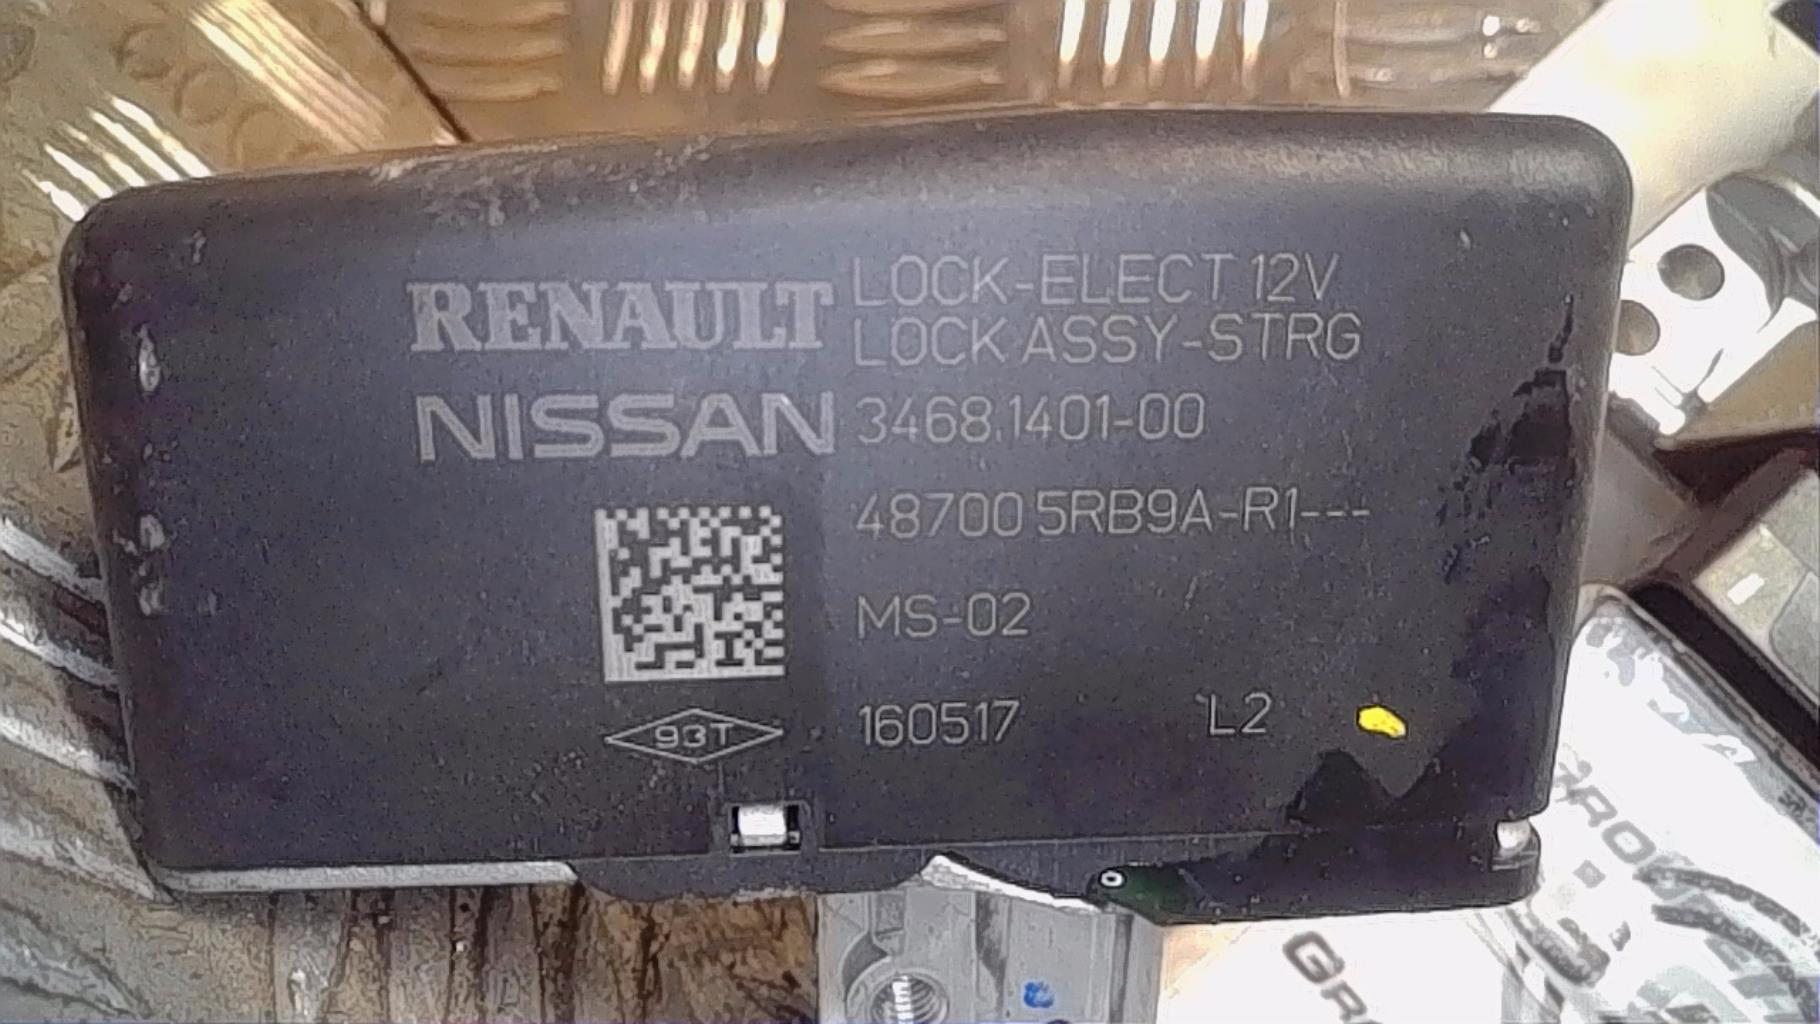 RENAULT
LOCK-ELECT 12V
LOCK ASSY-STRG
NISSAN
3468.1401-00
48700 5RB9A-R1---
MS-02
93T
160517
L2